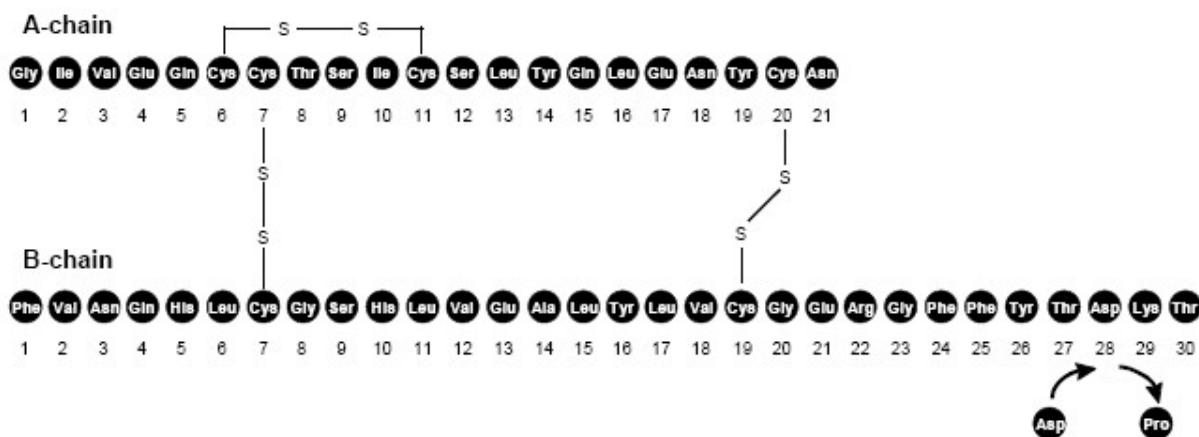 A-chain
S S
Gly Ile Val Glu Gln Cys Cys Thr Ser Ile Cys Ser Leu Tyr Gln Leu Glu Asn Tyr Cys Asn
1 2 3 4 5 6 7 8 9 10 11 12 13 14 15 16 17 18 19 20 21
S S
S S
B-chain
Phe Val Asn Gln His Leu Cys Gly Ser His Leu Val Glu Ala Leu Tyr Leu Val Cys Gly Glu Arg Gly Phe Phe Tyr Thr Asp Lys Thr
1 2 3 4 5 6 7 8 9 10 11 12 13 14 15 16 17 18 19 20 21 22 23 24 25 26 27 28 29 30
Asp Pro